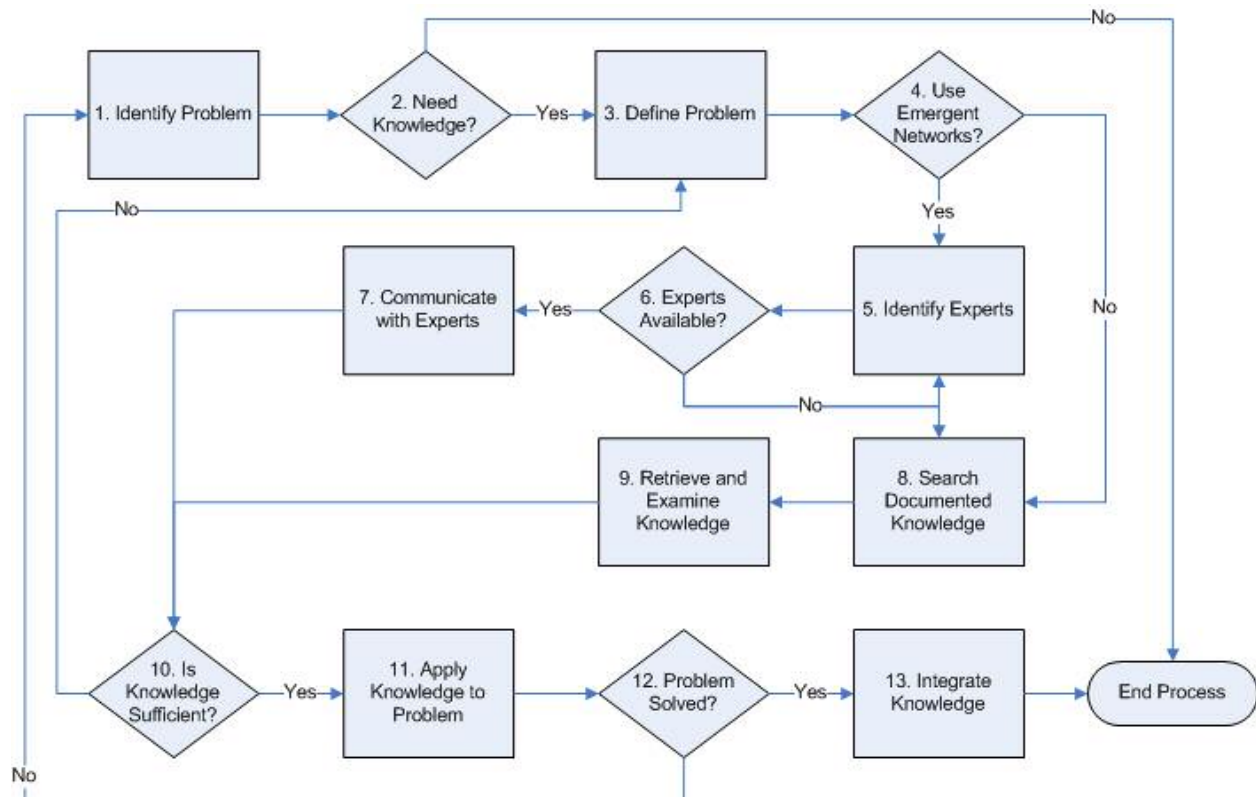 No
1. Identify Problem
2. Need
Knowledge?
Yes
3. Define Problem
4. Use
Emergent
Networks?
No
Yes
7. Communicate
with Experts
Yes
6. Experts
Available?
5. Identify Experts
No
No
9. Retrieve and
Examine
Knowledge
8. Search
Documented
Knowledge
10. Is
Knowledge
Sufficient?
Yes
11. Apply
Knowledge to
Problem
12. Problem
Solved?
Yes
13. Integrate
Knowledge
End Process
No